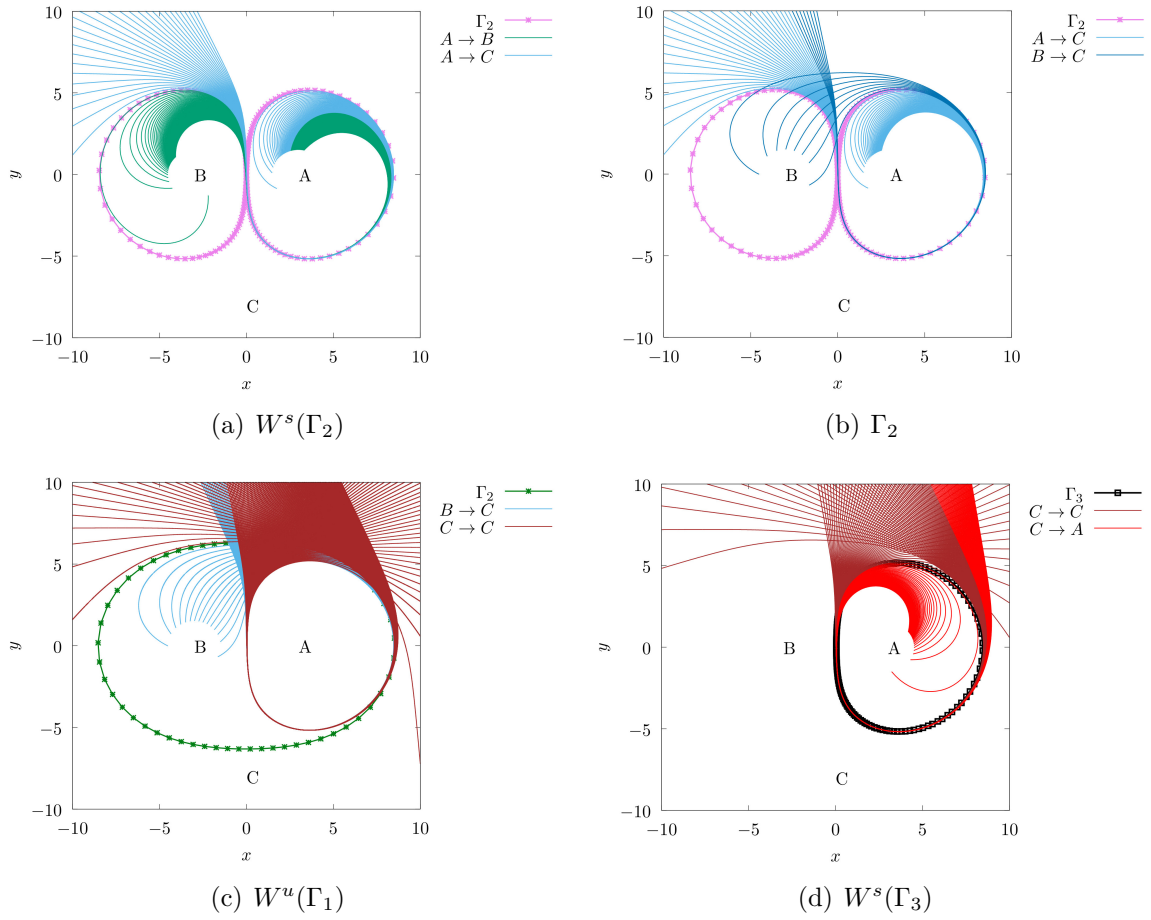 10
5
0
−5
−10
−10 −5 0 5 10
y
x
B A
C
Γ2
A → B
A → C
(a) W^s(Γ2)
10
5
0
−5
−10
−10 −5 0 5 10
y
x
B A
C
Γ2
A → C
B → C
(b) Γ2
10
5
0
−5
−10
−10 −5 0 5 10
y
x
B A
C
Γ2
B → C
C → C
(c) W^u(Γ1)
10
5
0
−5
−10
−10 −5 0 5 10
y
x
B A
C
Γ3
C → C
C → A
(d) W^s(Γ3)